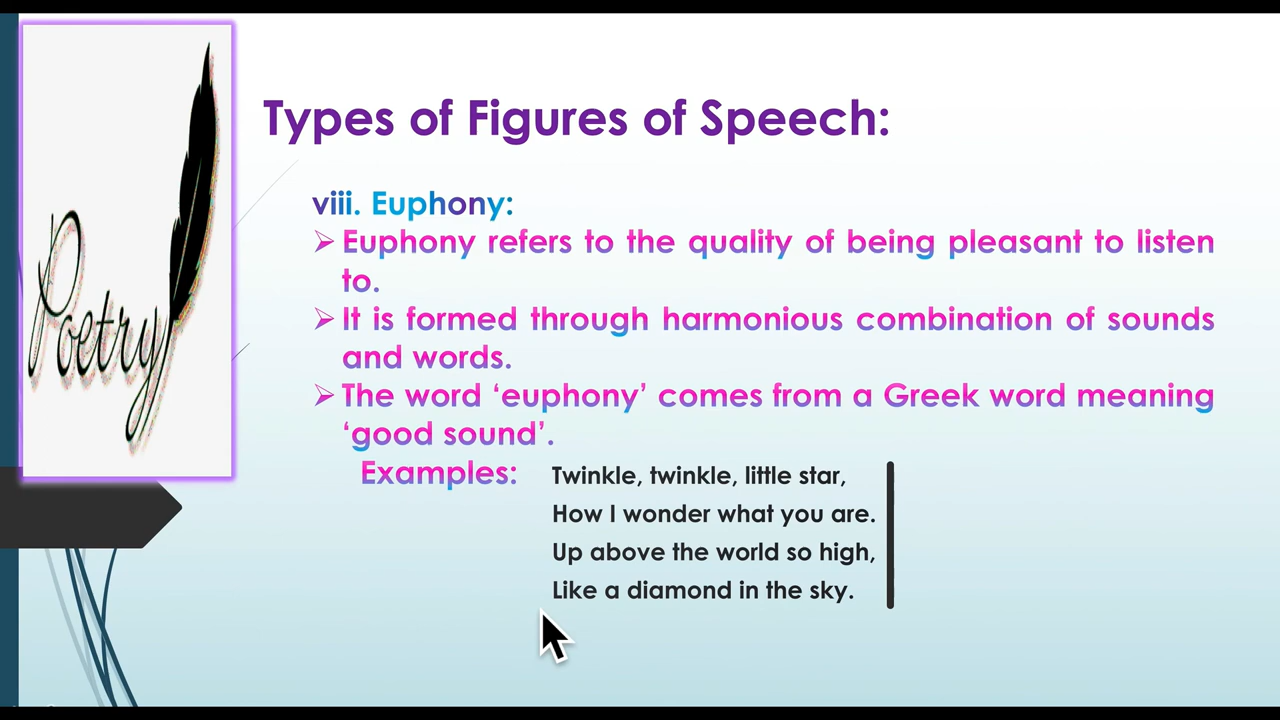 Poetry
Types of Figures of Speech:
viii. Euphony:
➢ Euphony refers to the quality of being pleasant to listen
to.
➢ It is formed through harmonious combination of sounds
and words.
➢ The word ‘euphony’ comes from a Greek word meaning
‘good sound’.
Examples: Twinkle, twinkle, little star,
How I wonder what you are.
Up above the world so high,
Like a diamond in the sky.